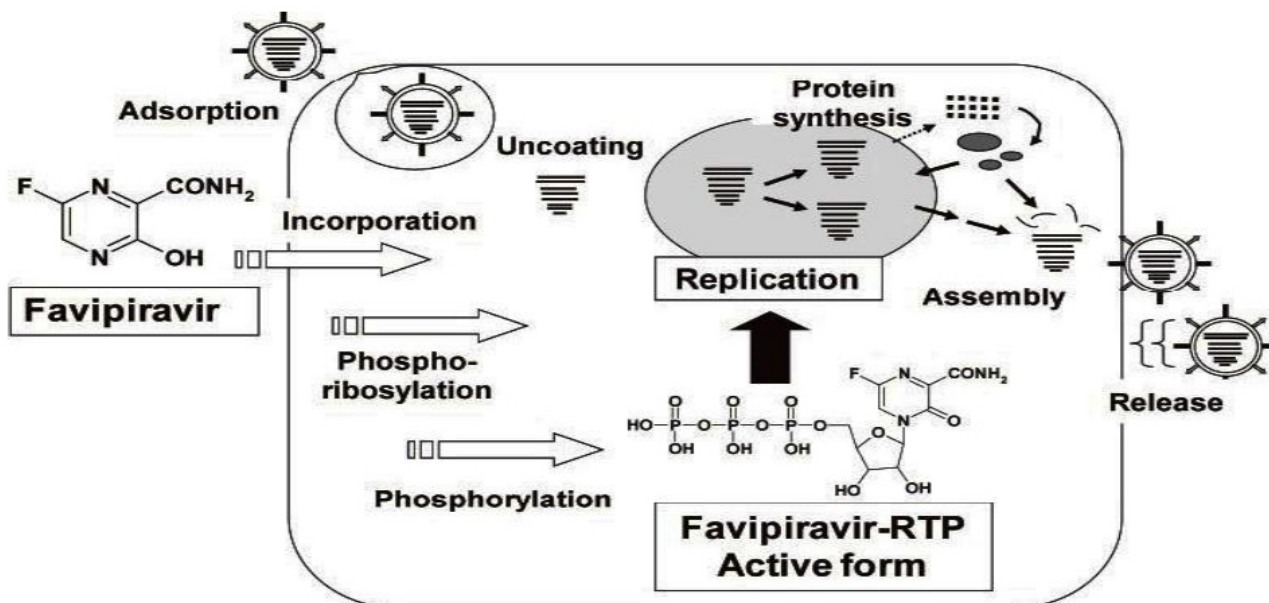 Adsorption
Protein
synthesis
Uncoating
F
N
CONH₂
N
OH
Incorporation
Favipiravir
Replication
Assembly
Phospho-
ribosylation
Release
F
N
CONH₂
N
O
O
O
O
HO-P-O-P-O-P-O
OH
OH
OH
O
HO
OH
Phosphorylation
Favipiravir-RTP
Active form